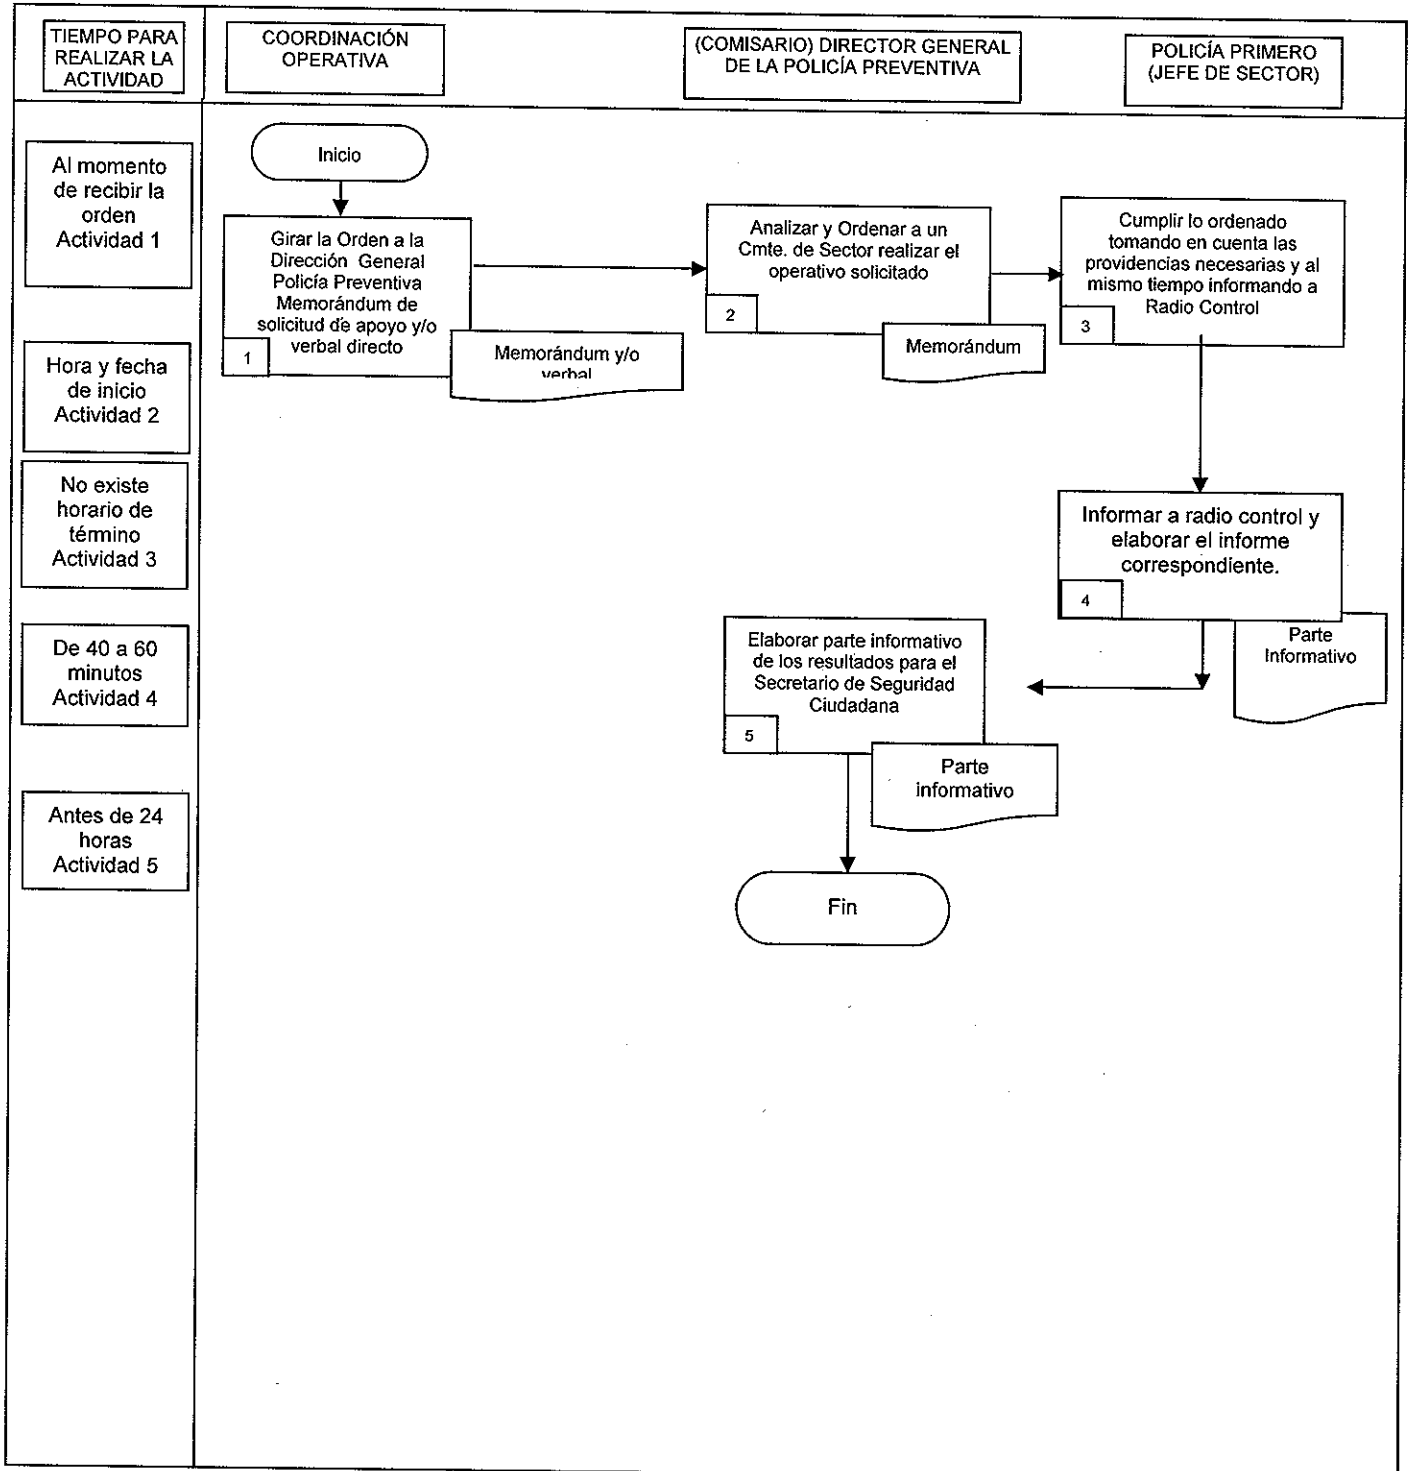 TIEMPO PARA
REALIZAR LA
ACTIVIDAD
COORDINACIÓN
OPERATIVA
(COMISARIO) DIRECTOR GENERAL
DE LA POLICÍA PREVENTIVA
POLICÍA PRIMERO
(JEFE DE SECTOR)
Al momento
de recibir la
orden
Actividad 1
Hora y fecha
de inicio
Actividad 2
No existe
horario de
término
Actividad 3
De 40 a 60
minutos
Actividad 4
Antes de 24
horas
Actividad 5
Inicio
Girar la Orden a la
Dirección General
Policía Preventiva
Memorándum de
solicitud de apoyo y/o
verbal directo
1
Memorándum y/o
verbal
Analizar y Ordenar a un
Cmte. de Sector realizar el
operativo solicitado
2
Memorándum
Cumplir lo ordenado
tomando en cuenta las
providencias necesarias y al
mismo tiempo informando a
Radio Control
3
Informar a radio control y
elaborar el informe
correspondiente.
4
Parte
Informativo
Elaborar parte informativo
de los resultados para el
Secretario de Seguridad
Ciudadana
5
Parte
informativo
Fin